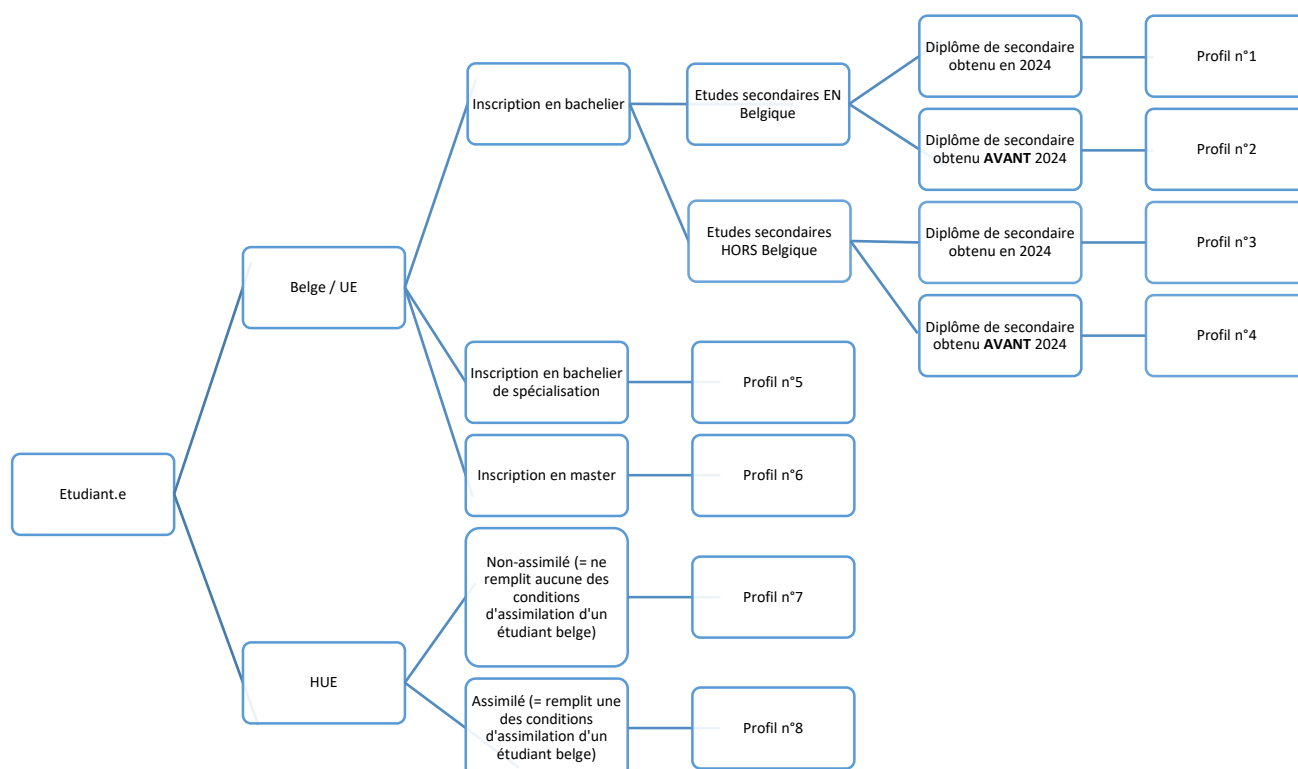 Diplôme de secondaire
obtenu en 2024
Profil n°1
Inscription en bachelier
Etudes secondaires EN
Belgique
Diplôme de secondaire
obtenu AVANT 2024
Profil n°2
Etudes secondaires
HORS Belgique
Diplôme de secondaire
obtenu en 2024
Profil n°3
Belge / UE
Diplôme de secondaire
obtenu AVANT 2024
Profil n°4
Inscription en bachelier
de spécialisation
Profil n°5
Etudiant.e
Inscription en master
Profil n°6
Non-assimilé (= ne
remplit aucune des
conditions
d'assimilation d'un
étudiant belge)
Profil n°7
HUE
Assimilé (= remplit une
des conditions
d'assimilation d'un
étudiant belge)
Profil n°8